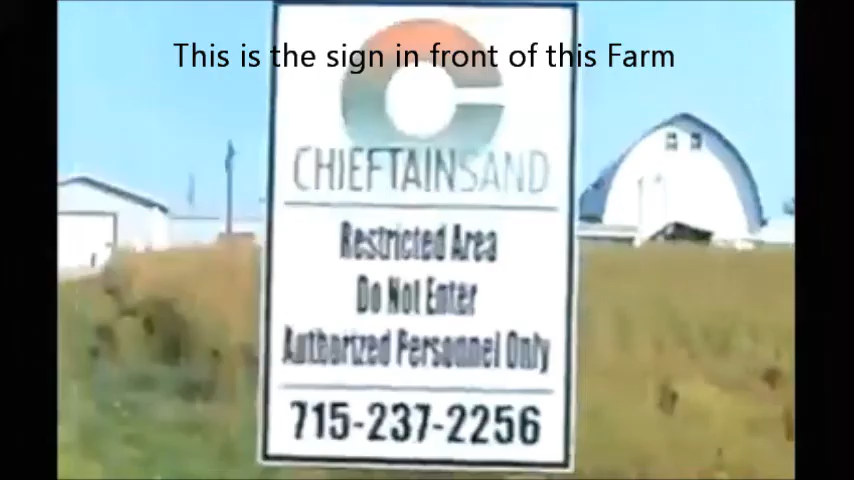 This is the sign in front of this Farm
CHIEFTAINSAND
Restricted Area
Do Not Enter
Authorized Personnel Only
715-237-2256